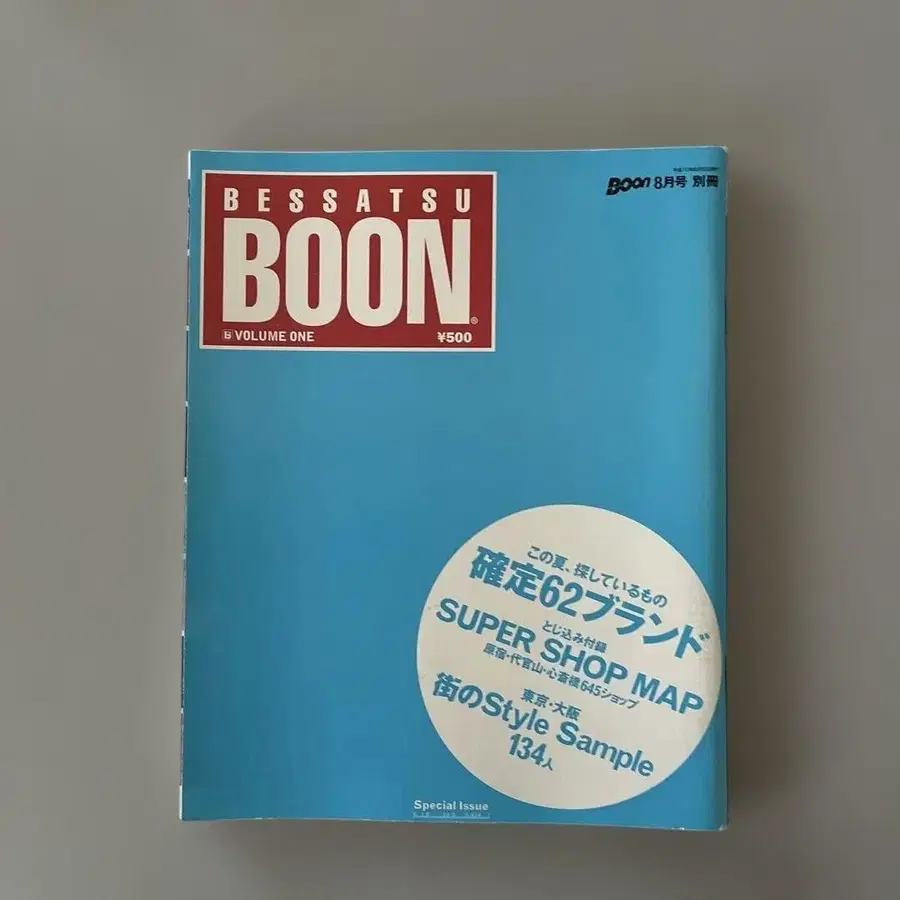 BESSATSU
BOON®
VOLUME ONE ¥500
Boon 8月号 別冊
この夏、探しているもの
確定62ブランド
とじ込み付録
SUPER SHOP MAP
原宿・代官山・心斎橋645ショップ
東京・大阪
街のStyle Sample
134人
Special Issue